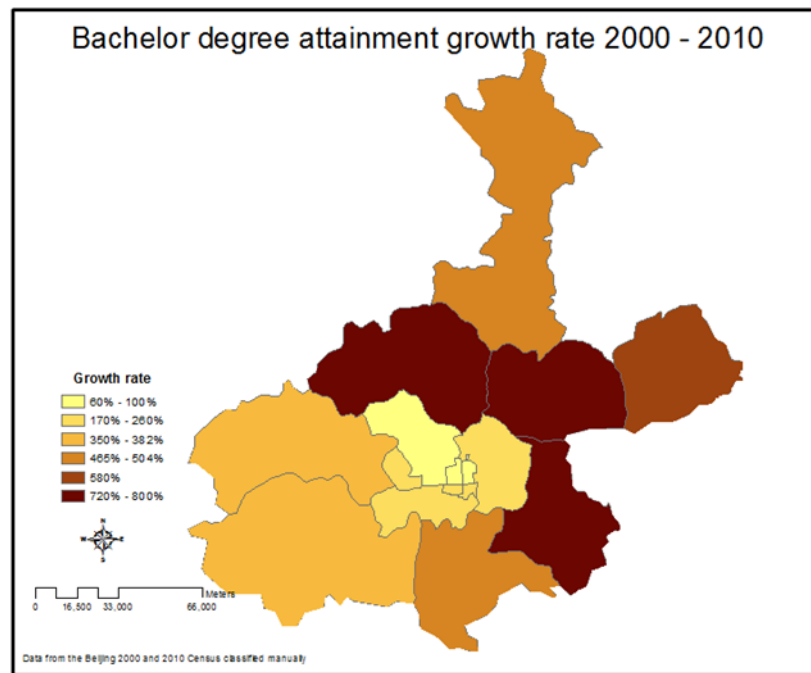 Bachelor degree attainment growth rate 2000 - 2010
Growth rate
60% - 100%
170% - 260%
350% - 382%
465% - 504%
580%
720% - 800%
N
W E
S
Meters
0 16,500 33,000 66,000
Data from the Beijing 2000 and 2010 Census classified manually